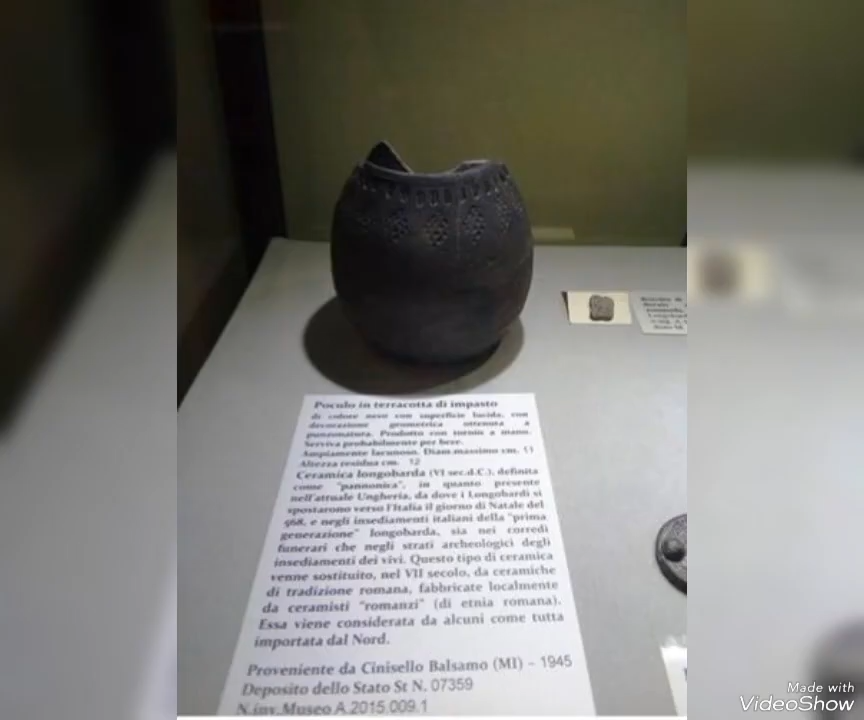 Poculo in terracotta di impasto
di colore nero con superficie lucida, con
decorazione geometrica ottenuta a
punzonatura. Prodotto con tornio a mano.
Serviva probabilmente per bere.
Ampiamente lacunoso. Diam.massimo cm. 11
Altezza residua cm. 12
Ceramica longobarda (VI sec.d.C.), definita
come "pannonica", in quanto presente
nell'attuale Ungheria, da dove i Longobardi si
spostarono verso l'Italia il giorno di Natale del
568, e negli insediamenti italiani della "prima
generazione" longobarda, sia nei corredi
funerari che negli strati archeologici degli
insediamenti dei vivi. Questo tipo di ceramica
venne sostituito, nel VII secolo, da ceramiche
di tradizione romana, fabbricate localmente
da ceramisti "romanzi" (di etnia romana).
Essa viene considerata da alcuni come tutta
importata dal Nord.
Proveniente da Cinisello Balsamo (MI) – 1945
Deposito dello Stato St N. 07359
N.inv.Museo A.2015.009.1
Made with
VideoShow